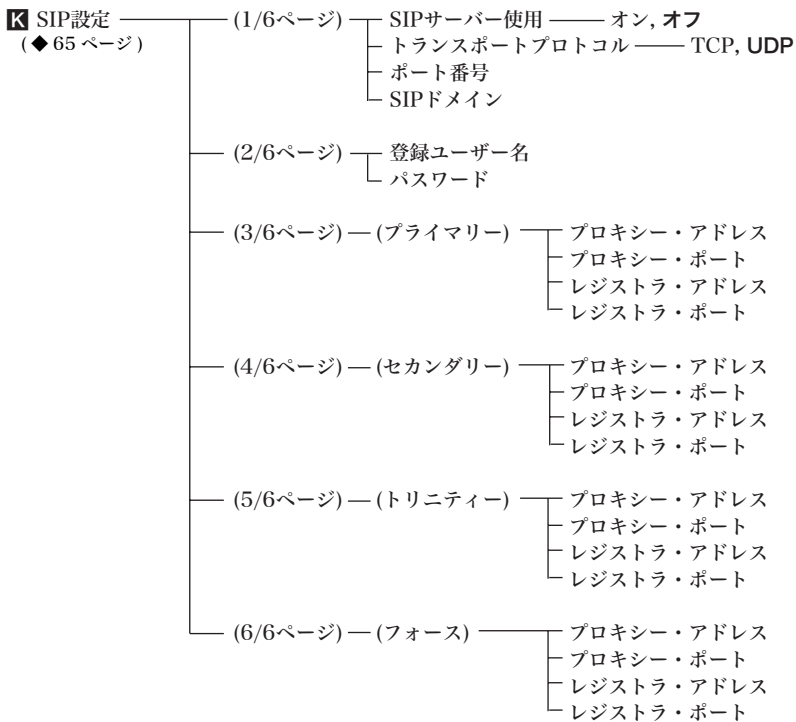 K SIP設定 (1/6ページ) SIPサーバー使用 オン, オフ
(◆ 65 ページ) トランスポートプロトコル TCP, UDP
ポート番号
SIPドメイン
(2/6ページ) 登録ユーザー名
パスワード
(3/6ページ) (プライマリー) プロキシー・アドレス
プロキシー・ポート
レジストラ・アドレス
レジストラ・ポート
(4/6ページ) (セカンダリー) プロキシー・アドレス
プロキシー・ポート
レジストラ・アドレス
レジストラ・ポート
(5/6ページ) (トリニティー) プロキシー・アドレス
プロキシー・ポート
レジストラ・アドレス
レジストラ・ポート
(6/6ページ) (フォース) プロキシー・アドレス
プロキシー・ポート
レジストラ・アドレス
レジストラ・ポート